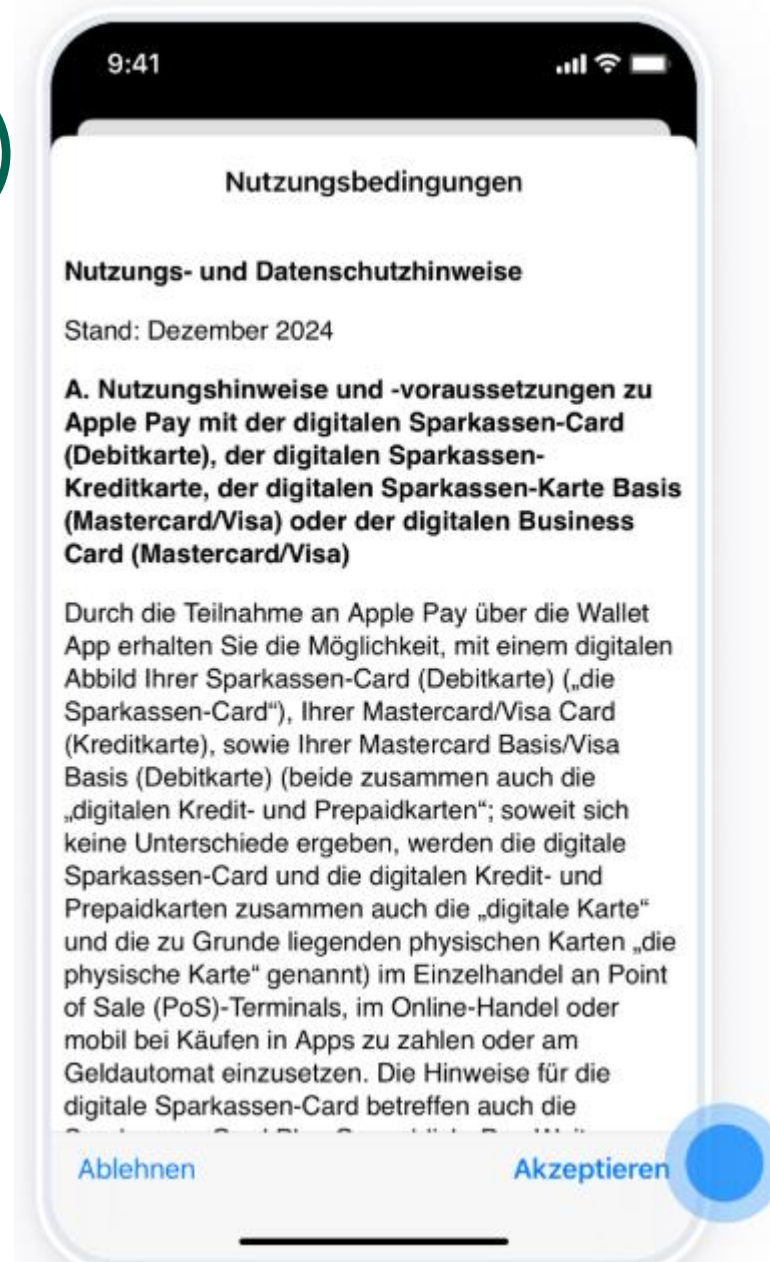 9:41
Nutzungsbedingungen
Nutzungs- und Datenschutzhinweise
Stand: Dezember 2024
A. Nutzungshinweise und -voraussetzungen zu
Apple Pay mit der digitalen Sparkassen-Card
(Debitkarte), der digitalen Sparkassen-
Kreditkarte, der digitalen Sparkassen-Karte Basis
(Mastercard/Visa) oder der digitalen Business
Card (Mastercard/Visa)
Durch die Teilnahme an Apple Pay über die Wallet
App erhalten Sie die Möglichkeit, mit einem digitalen
Abbild Ihrer Sparkassen-Card (Debitkarte) („die
Sparkassen-Card“), Ihrer Mastercard/Visa Card
(Kreditkarte), sowie Ihrer Mastercard Basis/Visa
Basis (Debitkarte) (beide zusammen auch die
„digitalen Kredit- und Prepaidkarten“; soweit sich
keine Unterschiede ergeben, werden die digitale
Sparkassen-Card und die digitalen Kredit- und
Prepaidkarten zusammen auch die „digitale Karte“
und die zu Grunde liegenden physischen Karten „die
physische Karte“ genannt) im Einzelhandel an Point
of Sale (PoS)-Terminals, im Online-Handel oder
mobil bei Käufen in Apps zu zahlen oder am
Geldautomat einzusetzen. Die Hinweise für die
digitale Sparkassen-Card betreffen auch die
Ablehnen
Akzeptieren